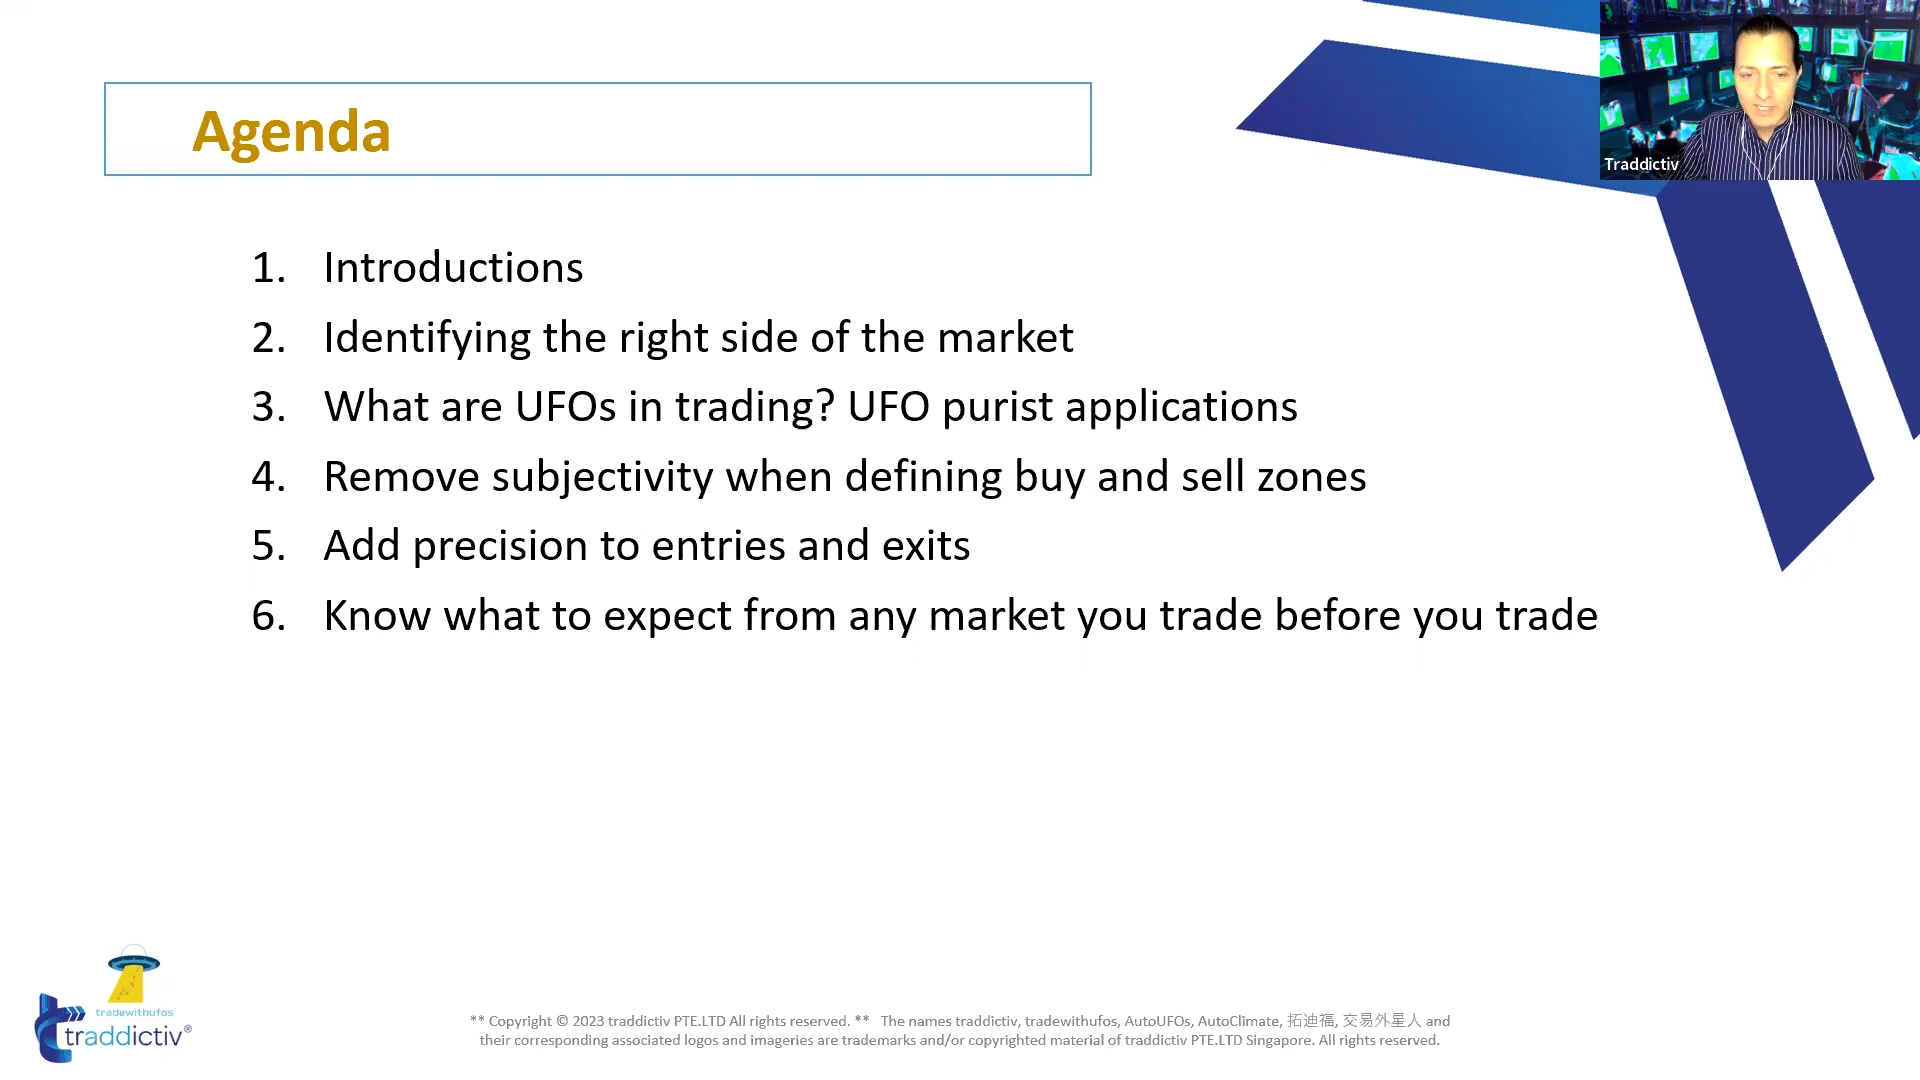 Agenda
Traddictiv
1. Introductions
2. Identifying the right side of the market
3. What are UFOs in trading? UFO purist applications
4. Remove subjectivity when defining buy and sell zones
5. Add precision to entries and exits
6. Know what to expect from any market you trade before you trade
tradewithufos
traddictiv®
** Copyright © 2023 traddictiv PTE.LTD All rights reserved. ** The names traddictiv, tradewithufos, AutoUFOs, AutoClimate, 拓迪福, 交易外星人 and
their corresponding associated logos and imageries are trademarks and/or copyrighted material of traddictiv PTE.LTD Singapore. All rights reserved.